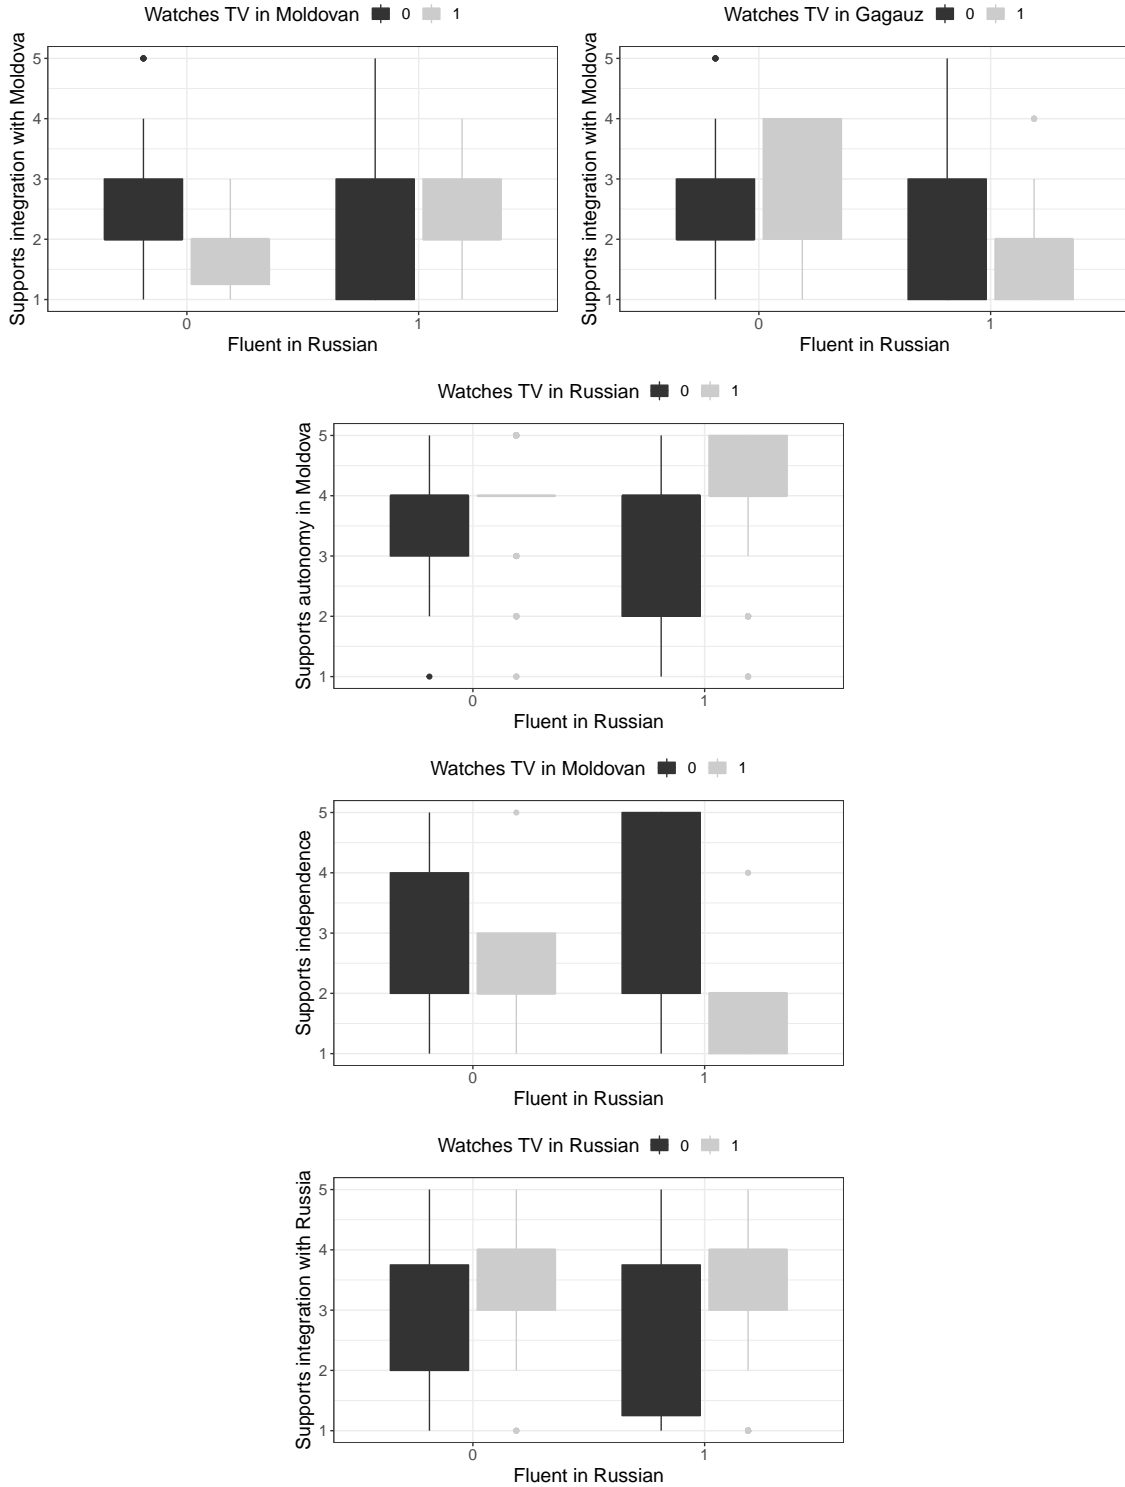 Watches TV in Moldovan 0 1
Supports integration with Moldova
5
4
3
2
1
0 1
Fluent in Russian
Watches TV in Gagauz 0 1
Supports integration with Moldova
5
4
3
2
1
0 1
Fluent in Russian
Watches TV in Russian 0 1
Supports autonomy in Moldova
5
4
3
2
1
0 1
Fluent in Russian
Watches TV in Moldovan 0 1
Supports independence
5
4
3
2
1
0 1
Fluent in Russian
Watches TV in Russian 0 1
Supports integration with Russia
5
4
3
2
1
0 1
Fluent in Russian